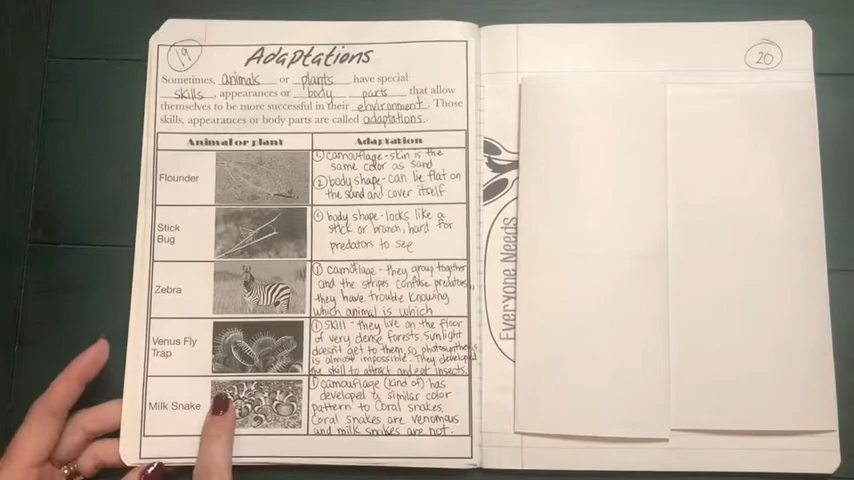 19
Adaptations
Sometimes, animals or plants have special
skills, appearances or body parts that allow
themselves to be more successful in their environment. Those
skills, appearances or body parts are called adaptations.
Animal or plant
Adaptation
Flounder
① camouflage - skin is the
same color as sand
② body shape - can lie flat on
the sand and cover itself
Stick
Bug
① body shape - looks like a
stick or branch, hard for
predators to see
Zebra
① camoflage - they group together
and the stripes confuse predators,
they have trouble knowing
which animal is which
Venus Fly
Trap
① skill - they live on the floor
of very dense forests. Sunlight
doesn't get to them, so photosynthesis
is almost impossible. They developed
the skill to attract and eat insects.
Milk Snake
① camouflage (kind of) - has
developed a similar color
pattern to Coral snakes.
Coral snakes are venomous
and milk snakes are not.
20
Everyone Needs